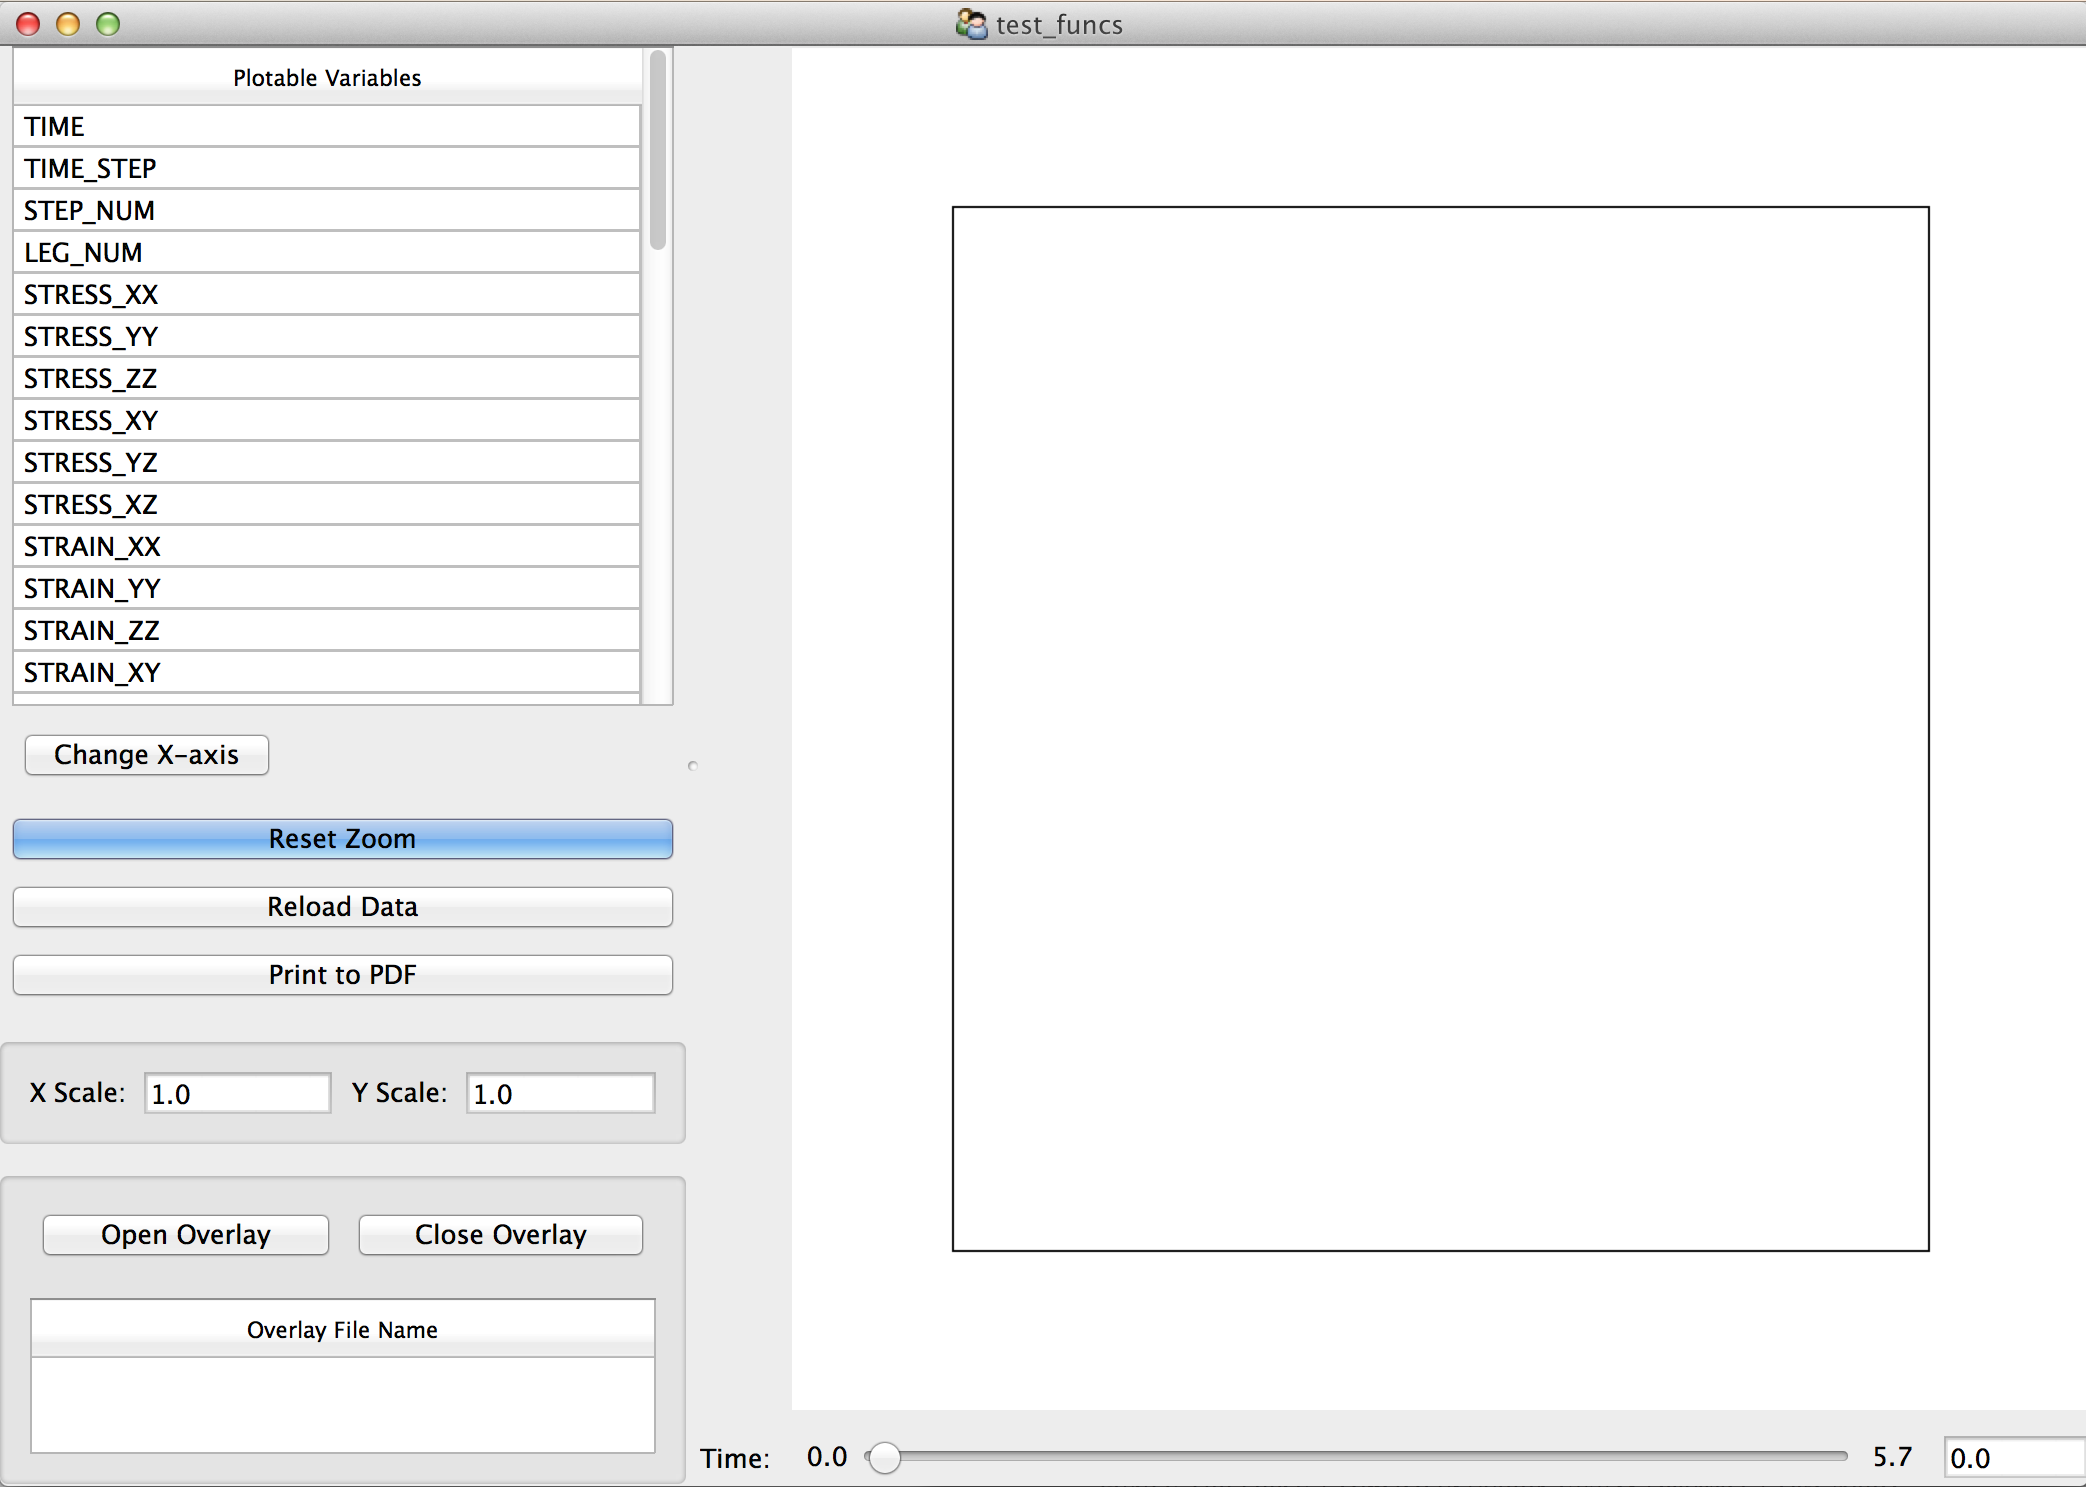 test_funcs
Plotable Variables
TIME
TIME_STEP
STEP_NUM
LEG_NUM
STRESS_XX
STRESS_YY
STRESS_ZZ
STRESS_XY
STRESS_YZ
STRESS_XZ
STRAIN_XX
STRAIN_YY
STRAIN_ZZ
STRAIN_XY
Change X-axis
Reset Zoom
Reload Data
Print to PDF
X Scale: 1.0 Y Scale: 1.0
Open Overlay Close Overlay
Overlay File Name
Time: 0.0 5.7 0.0